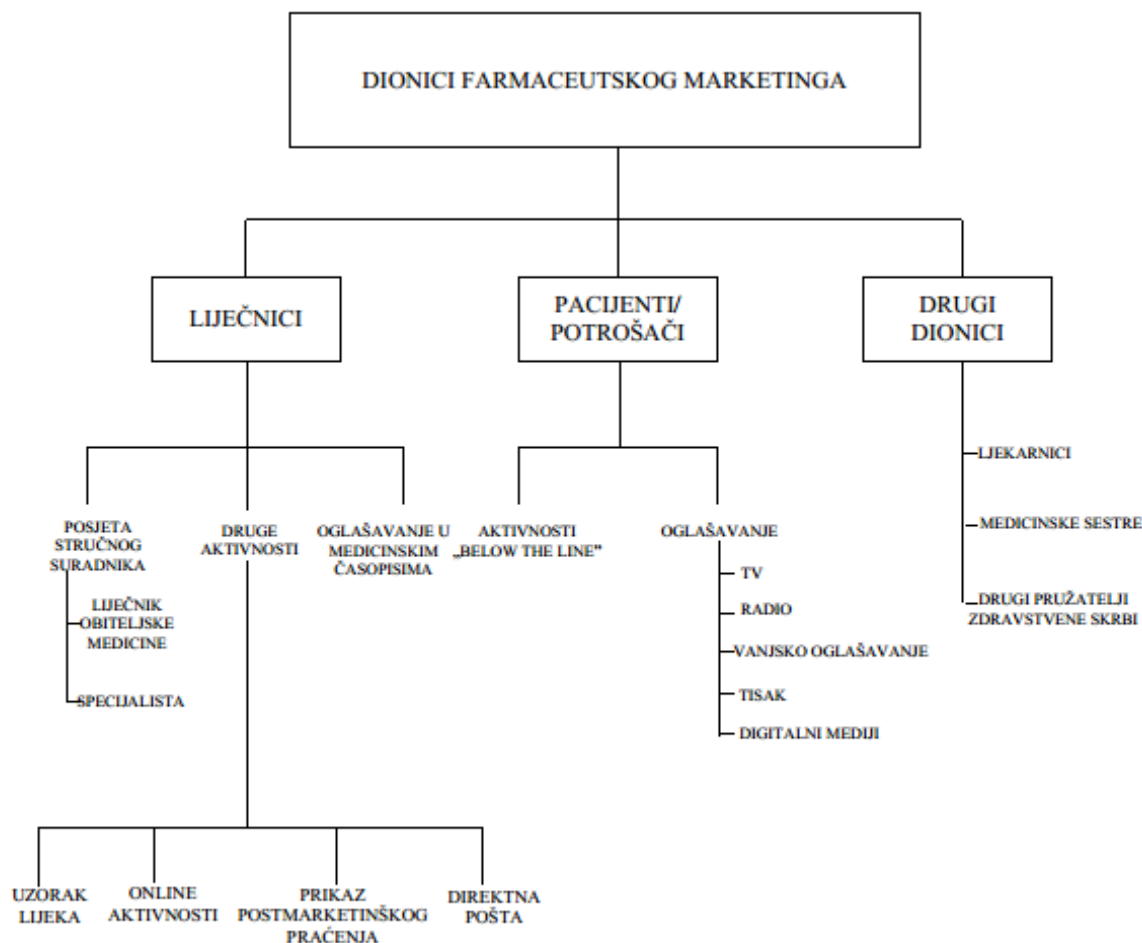 DIONICI FARMACEUTSKOG MARKETINGA
LIJEČNICI
PACIJENTI/
POTROŠAČI
DRUGI
DIONICI
POSJETA
STRUČNOG
SURADNIKA
LIJEČNIK
OBITELJSKE
MEDICINE
SPECIJALISTA
DRUGE
AKTIVNOSTI
OGLAŠAVANJE U
MEDICINSKIM
ČASOPISIMA
AKTIVNOSTI
„BELOW THE LINE”
OGLAŠAVANJE
TV
RADIO
VANJSKO OGLAŠAVANJE
TISAK
DIGITALNI MEDIJI
LJEKARNICI
MEDICINSKE SESTRE
DRUGI PRUŽATELJI
ZDRAVSTVENE SKRBI
UZORAK
LIJEKA
ONLINE
AKTIVNOSTI
PRIKAZ
POSTMARKETINŠKOG
PRAĆENJA
DIREKTNA
POŠTA